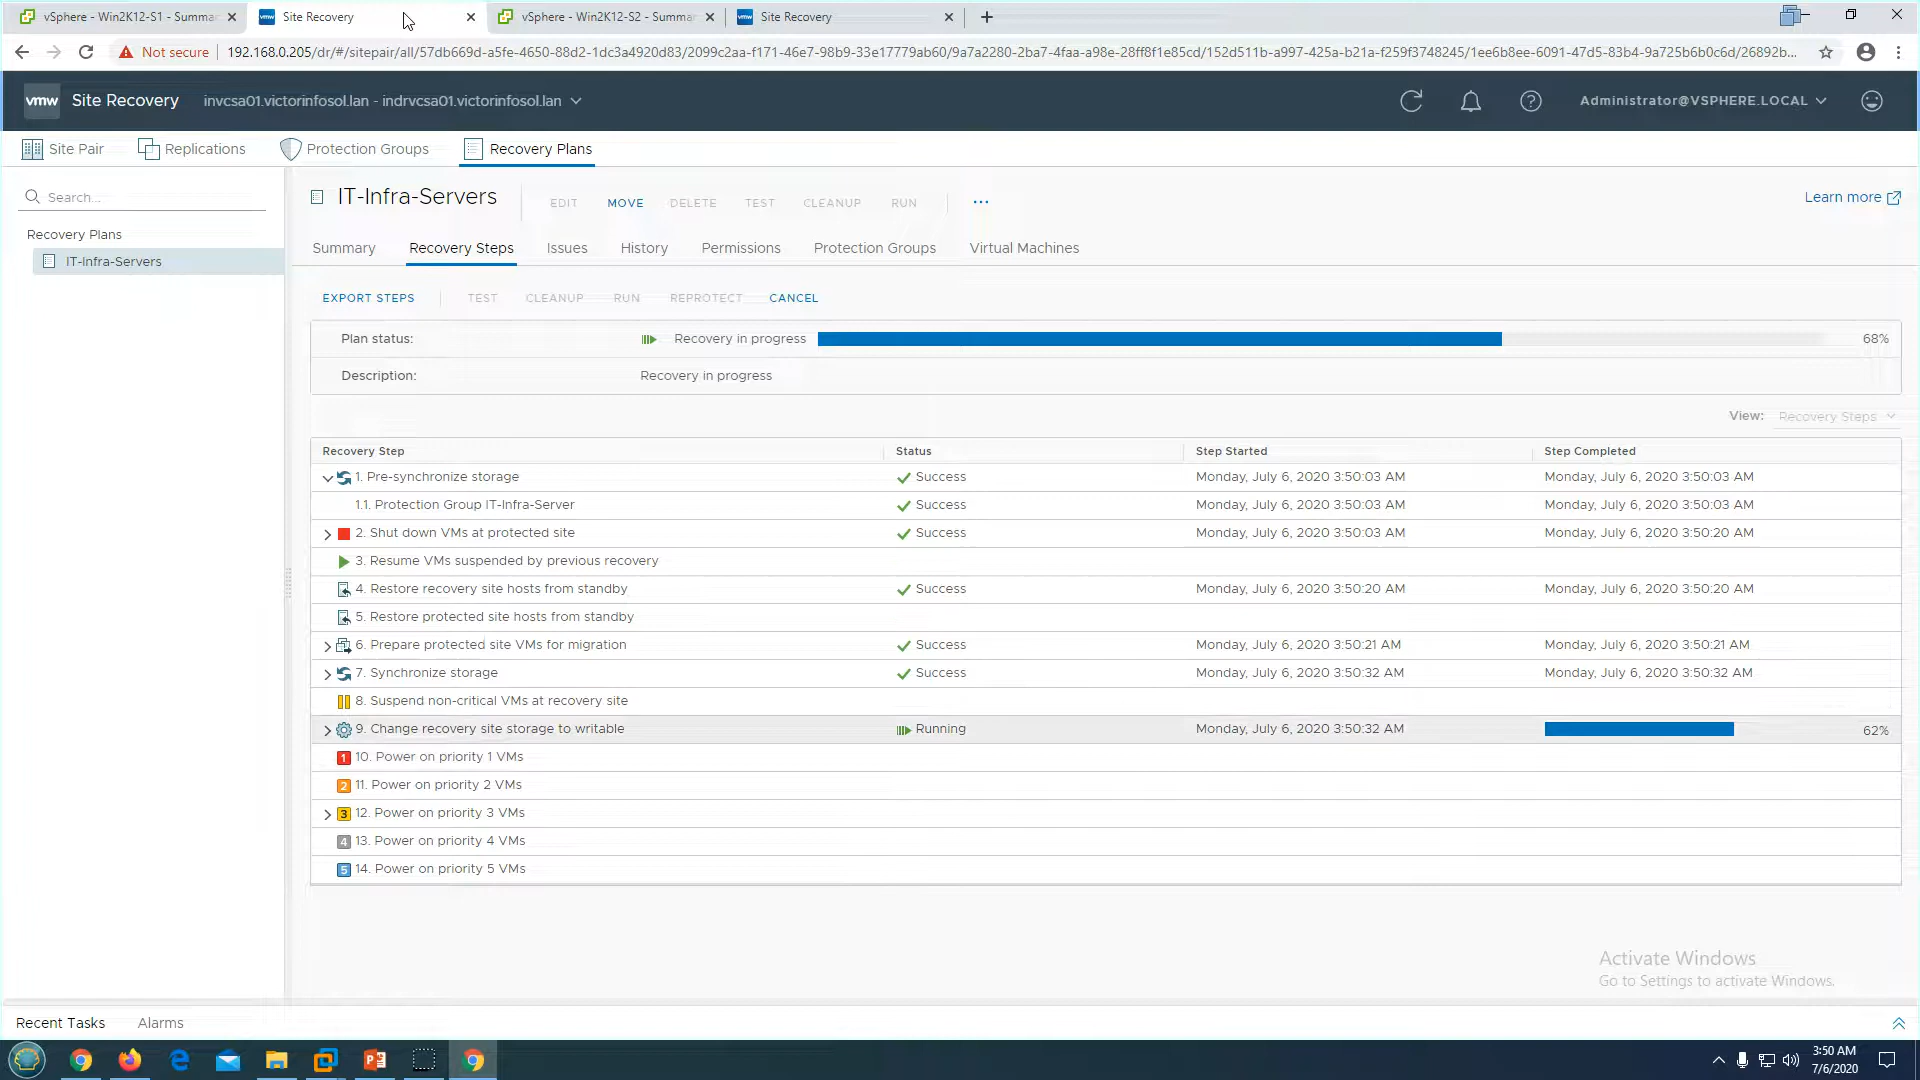 vSphere - Win2K12-S1 - Summa
Site Recovery
vSphere - Win2K12-S2 - Summa
Site Recovery
Not secure
192.168.0.205/dr/#/sitepair/all/57db669d-a5fe-4650-88d2-1dc3a4920d83/2099c2aa-f171-46e7-98b9-33e17779ab60/9a7a2280-2ba7-4faa-a98e-28ff8f1e85cd/152d511b-a997-425a-b21a-f259f3748245/1ee6b8ee-6091-47d5-83b4-9a725b6b0c6d/26892b...
vmw Site Recovery
invcsa01.victorinfosol.lan - indrvcsa01.victorinfosol.lan
Administrator@VSPHERE.LOCAL
Site Pair
Replications
Protection Groups
Recovery Plans
Search...
Recovery Plans
IT-Infra-Servers
IT-Infra-Servers
EDIT MOVE DELETE TEST CLEANUP RUN ...
Learn more
Summary Recovery Steps Issues History Permissions Protection Groups Virtual Machines
EXPORT STEPS TEST CLEANUP RUN REPROTECT CANCEL
Plan status: Recovery in progress 68%
Description: Recovery in progress
View: Recovery Steps
Recovery Step Status Step Started Step Completed
1. Pre-synchronize storage Success Monday, July 6, 2020 3:50:03 AM Monday, July 6, 2020 3:50:03 AM
1.1. Protection Group IT-Infra-Server Success Monday, July 6, 2020 3:50:03 AM Monday, July 6, 2020 3:50:03 AM
2. Shut down VMs at protected site Success Monday, July 6, 2020 3:50:03 AM Monday, July 6, 2020 3:50:20 AM
3. Resume VMs suspended by previous recovery
4. Restore recovery site hosts from standby Success Monday, July 6, 2020 3:50:20 AM Monday, July 6, 2020 3:50:20 AM
5. Restore protected site hosts from standby
6. Prepare protected site VMs for migration Success Monday, July 6, 2020 3:50:21 AM Monday, July 6, 2020 3:50:21 AM
7. Synchronize storage Success Monday, July 6, 2020 3:50:32 AM Monday, July 6, 2020 3:50:32 AM
8. Suspend non-critical VMs at recovery site
9. Change recovery site storage to writable Running Monday, July 6, 2020 3:50:32 AM 62%
1 10. Power on priority 1 VMs
2 11. Power on priority 2 VMs
3 12. Power on priority 3 VMs
4 13. Power on priority 4 VMs
5 14. Power on priority 5 VMs
Activate Windows
Go to Settings to activate Windows.
Recent Tasks Alarms
3:50 AM
7/6/2020